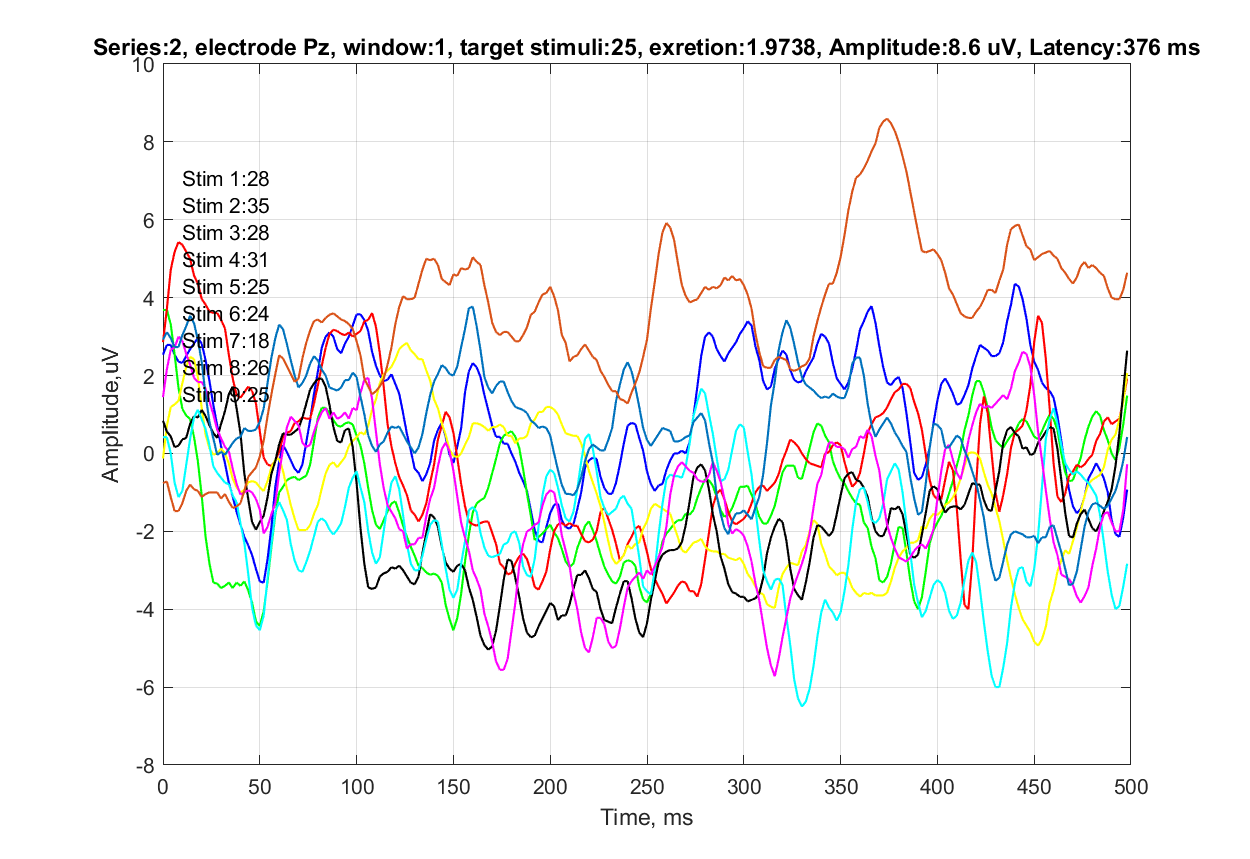 Series:2, electrode Pz, window:1, target stimuli:25, exretion:1.9738, Amplitude:8.6 uV, Latency:376 ms
10
8
6
4
2
0
-2
-4
-6
-8
Amplitude,uV
Stim 1:28
Stim 2:35
Stim 3:28
Stim 4:31
Stim 5:25
Stim 6:24
Stim 7:18
Stim 8:26
Stim 9:25
0 50 100 150 200 250 300 350 400 450 500
Time, ms